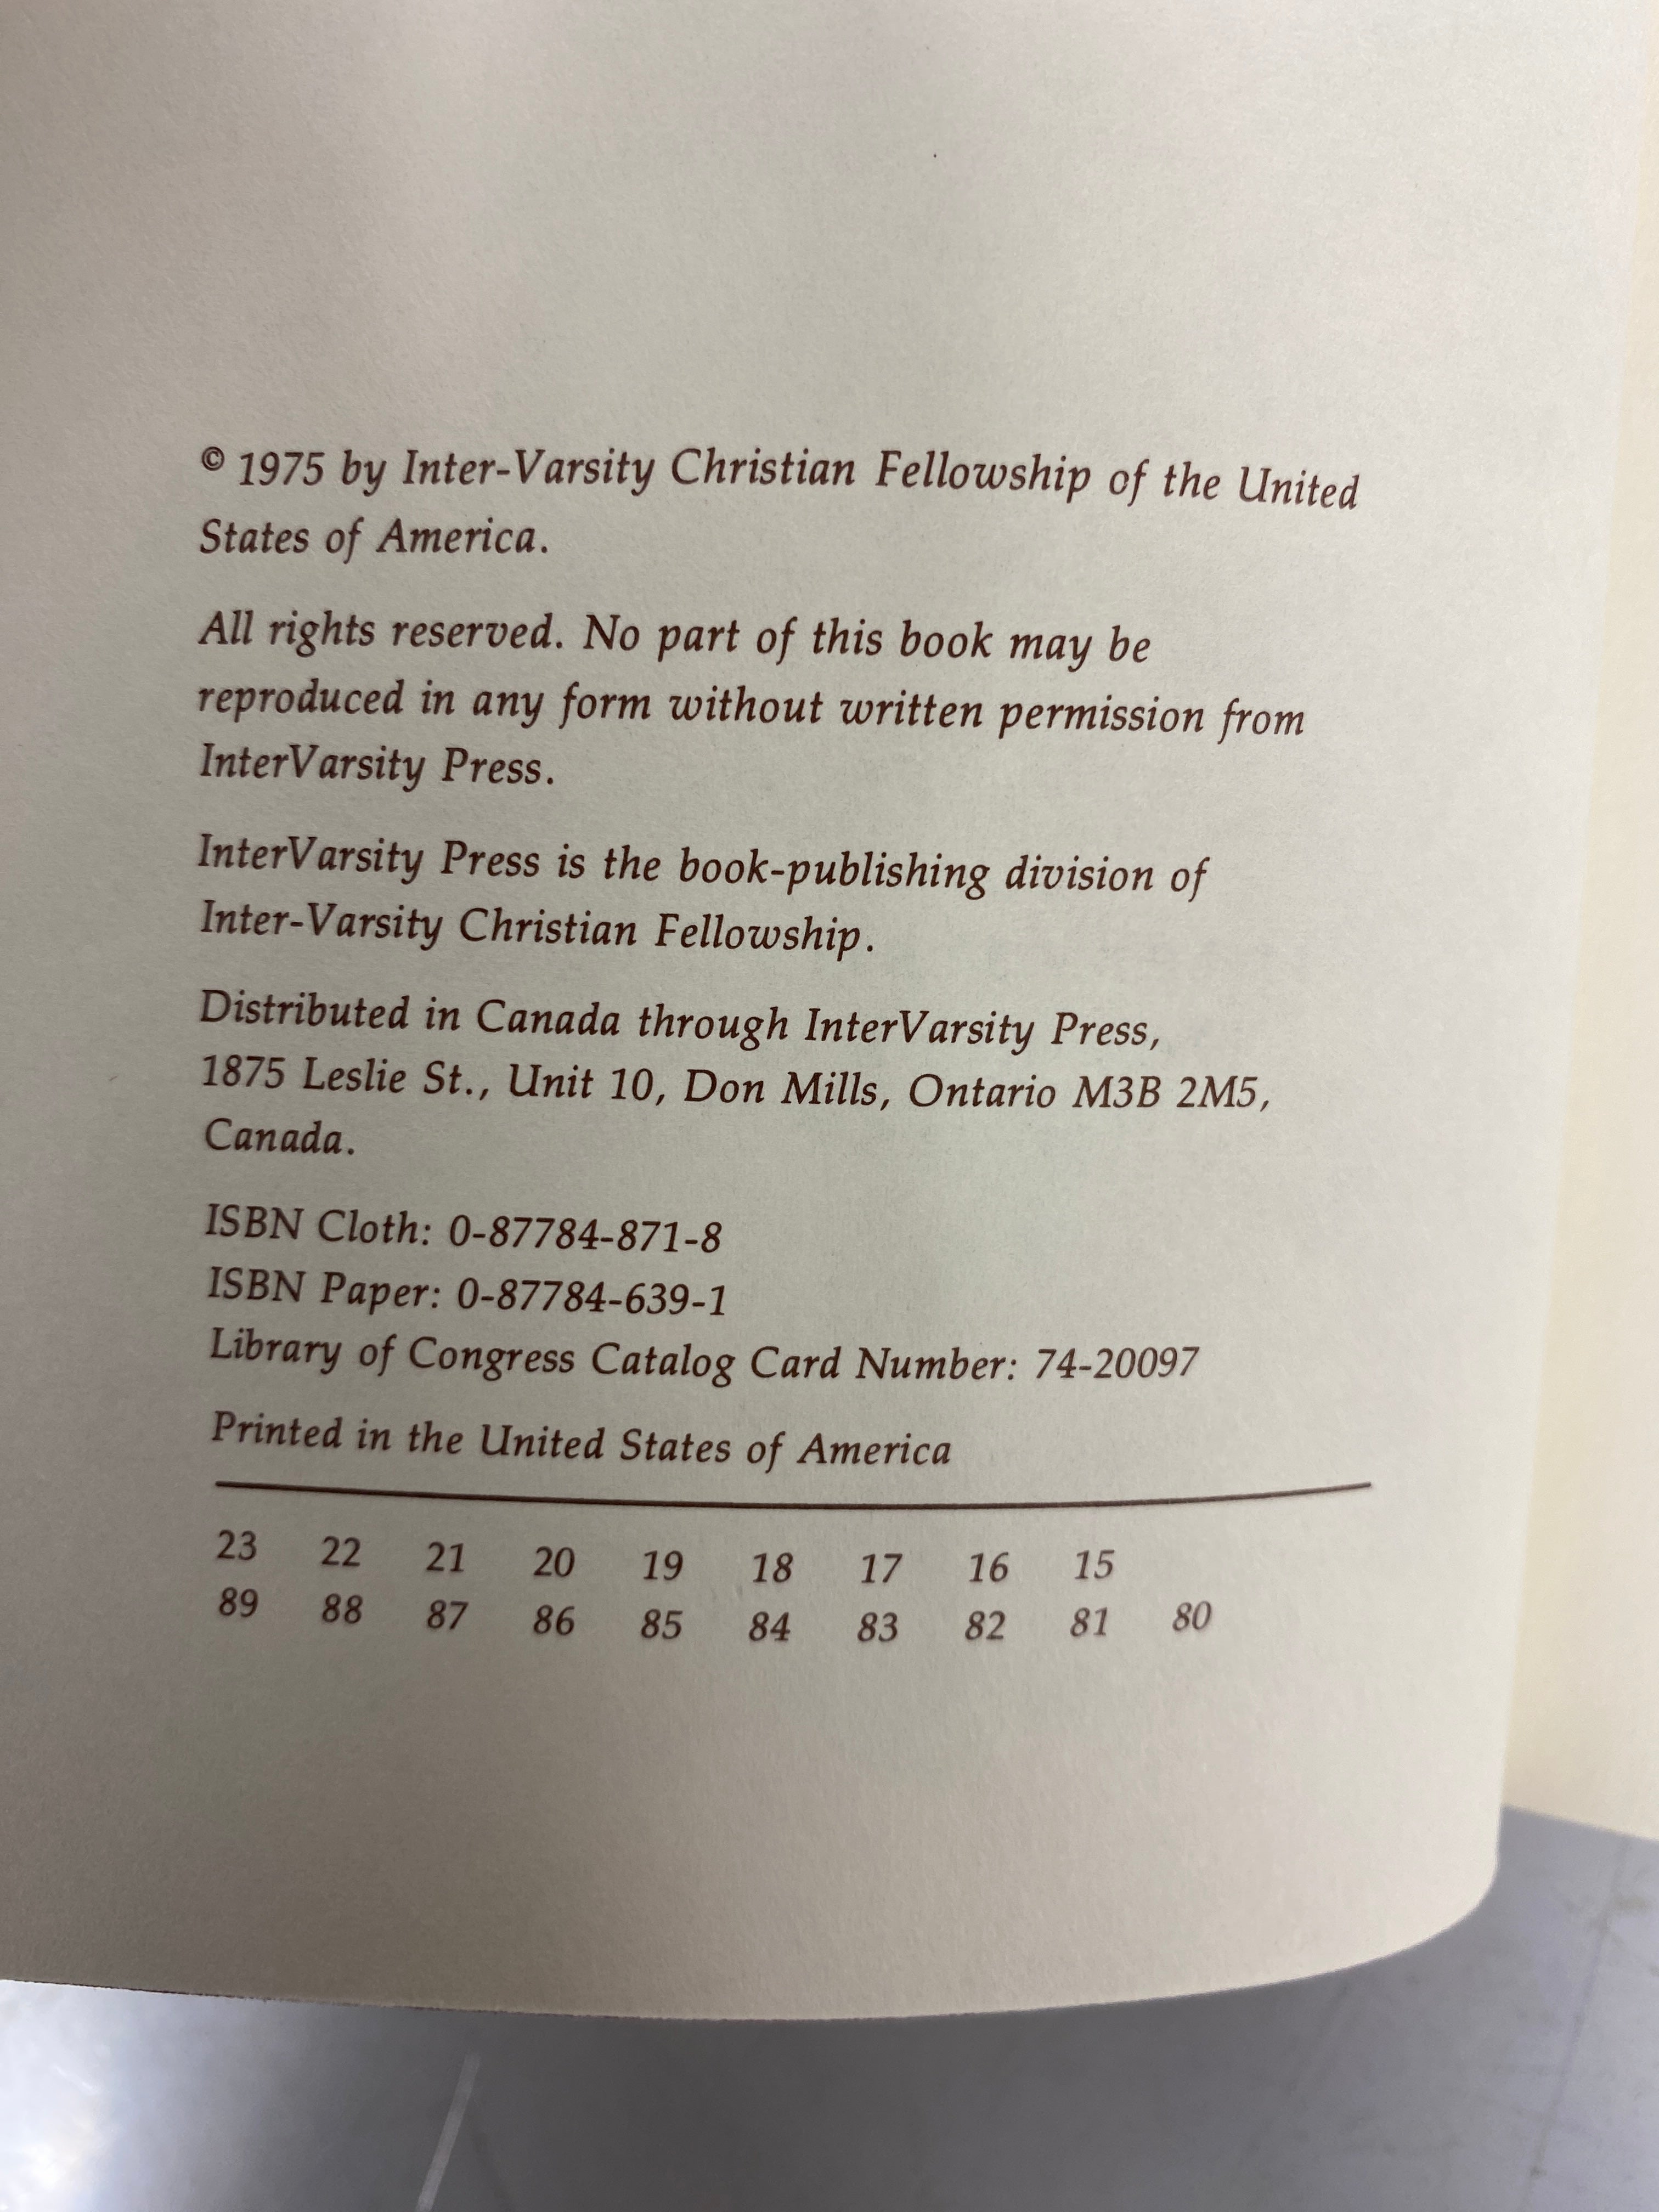 © 1975 by Inter-Varsity Christian Fellowship of the United
States of America.
All rights reserved. No part of this book may be
reproduced in any form without written permission from
InterVarsity Press.
InterVarsity Press is the book-publishing division of
Inter-Varsity Christian Fellowship.
Distributed in Canada through InterVarsity Press,
1875 Leslie St., Unit 10, Don Mills, Ontario M3B 2M5,
Canada.
ISBN Cloth: 0-87784-871-8
ISBN Paper: 0-87784-639-1
Library of Congress Catalog Card Number: 74-20097
Printed in the United States of America
23 22 21 20 19 18 17 16 15
89 88 87 86 85 84 83 82 81 80